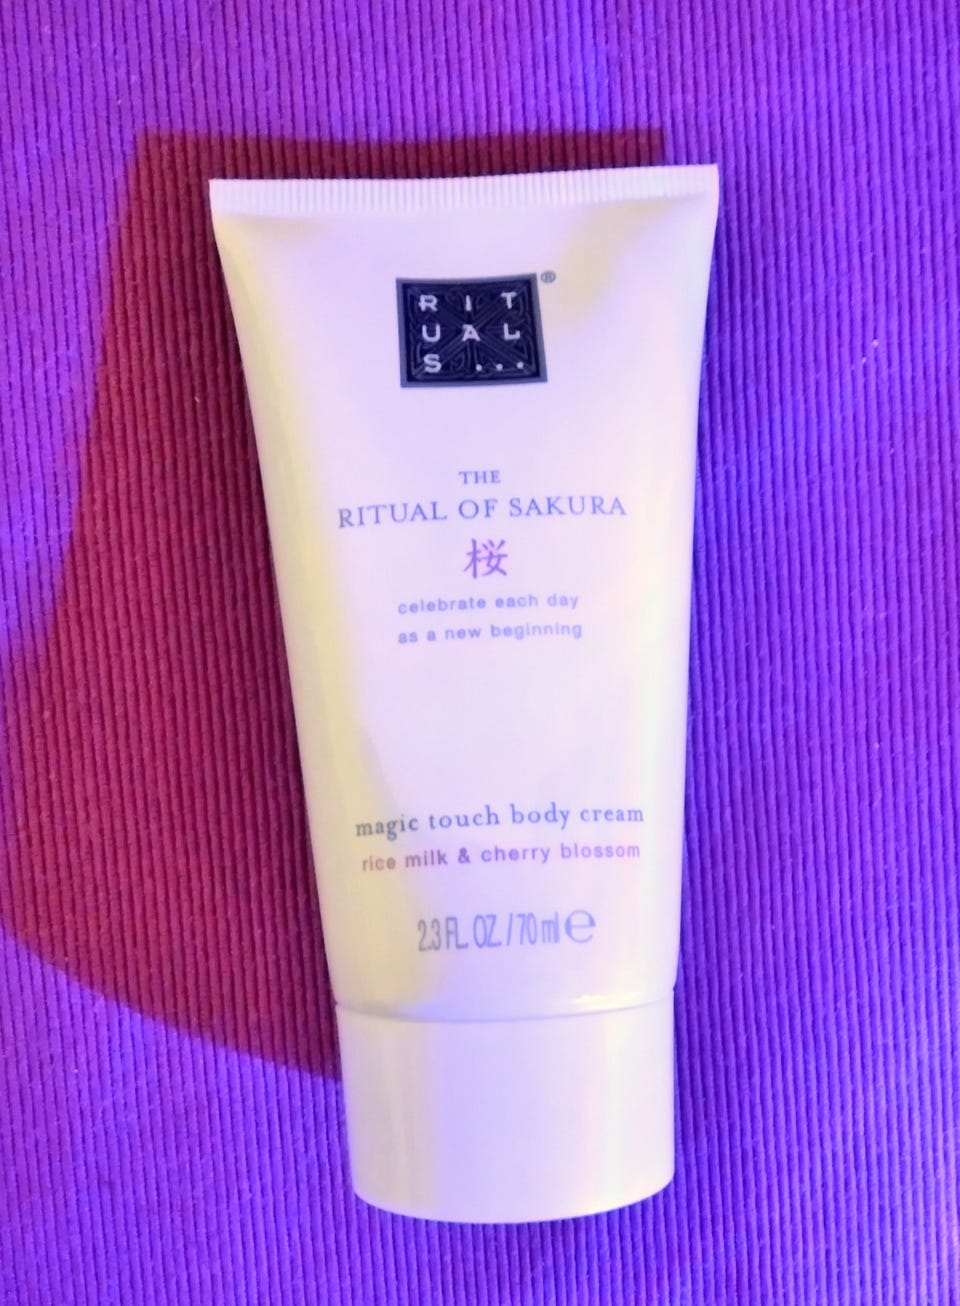 RIT
UAL
S...
®
THE
RITUAL OF SAKURA
桜
celebrate each day
as a new beginning
magic touch body cream
rice milk & cherry blossom
2.3 FL. OZ. / 70 ml ℮